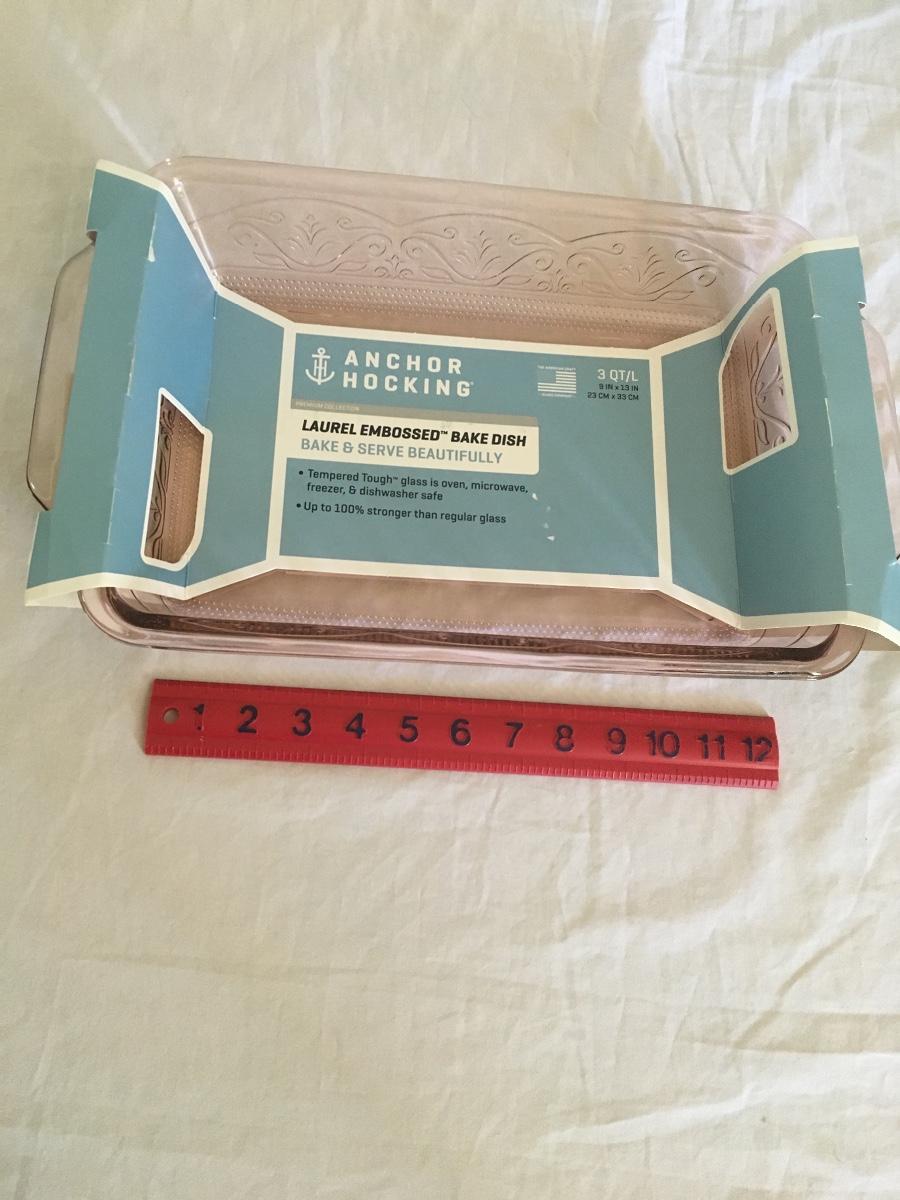 ANCHOR
HOCKING
3 QT/L
9 IN x 13 IN
23 CM x 33 CM
PREMIUM COLLECTION
LAUREL EMBOSSED™ BAKE DISH
BAKE & SERVE BEAUTIFULLY
• Tempered Tough™ glass is oven, microwave,
freezer, & dishwasher safe
• Up to 100% stronger than regular glass
1 2 3 4 5 6 7 8 9 10 11 12